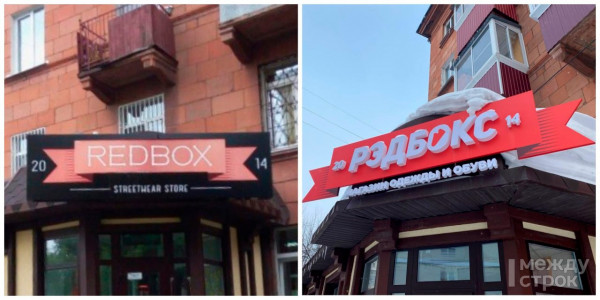 20 REDBOX 14
STREETWEAR STORE
20 РЭДБОКС 14
МАГАЗИН ОДЕЖДЫ И ОБУВИ
МЕЖДУ
СТРОК